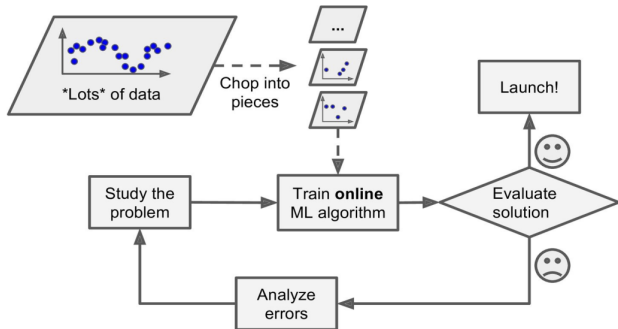 ...
*Lots* of data
Chop into
pieces
Launch!
Study the
problem
Train online
ML algorithm
Evaluate
solution
Analyze
errors